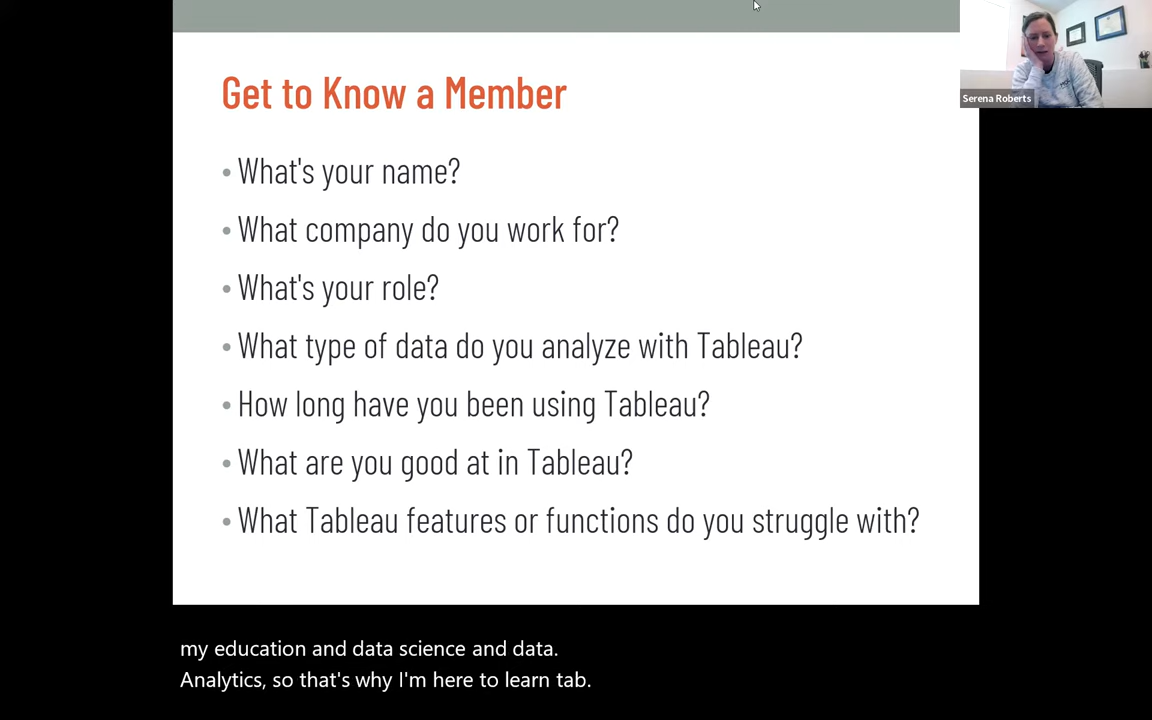 Get to Know a Member
Serena Roberts
• What's your name?
• What company do you work for?
• What's your role?
• What type of data do you analyze with Tableau?
• How long have you been using Tableau?
• What are you good at in Tableau?
• What Tableau features or functions do you struggle with?
my education and data science and data.
Analytics, so that's why I'm here to learn tab.